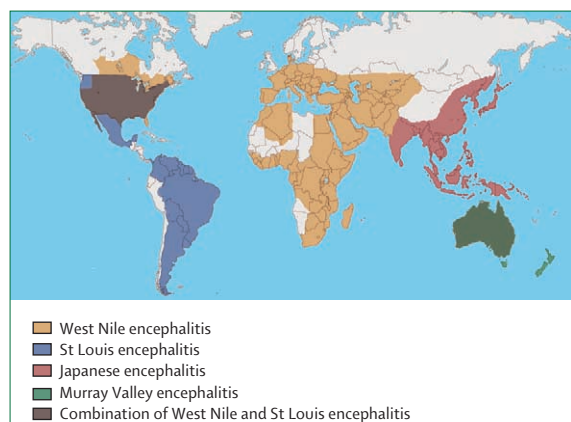 West Nile encephalitis
St Louis encephalitis
Japanese encephalitis
Murray Valley encephalitis
Combination of West Nile and St Louis encephalitis